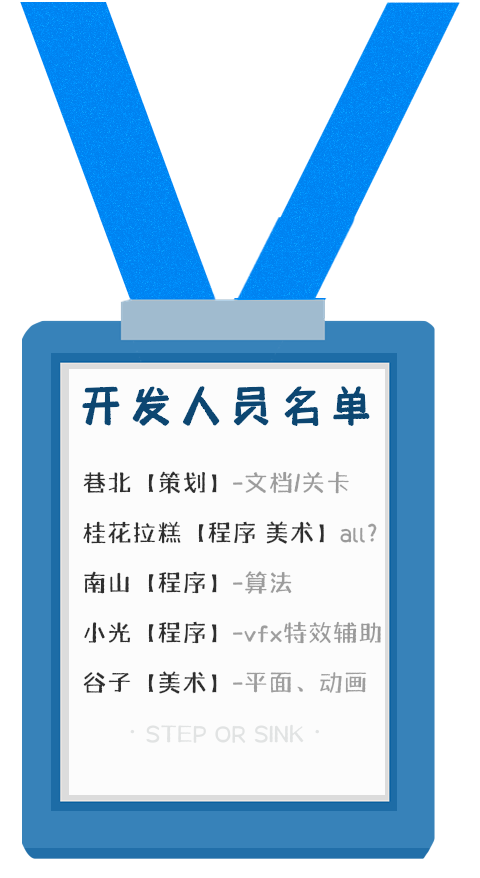 开发人员名单
巷北【策划】-文档/关卡
桂花拉糕【程序 美术】all?
南山【程序】-算法
小光【程序】-vfx特效辅助
谷子【美术】-平面、动画
· STEP OR SINK ·